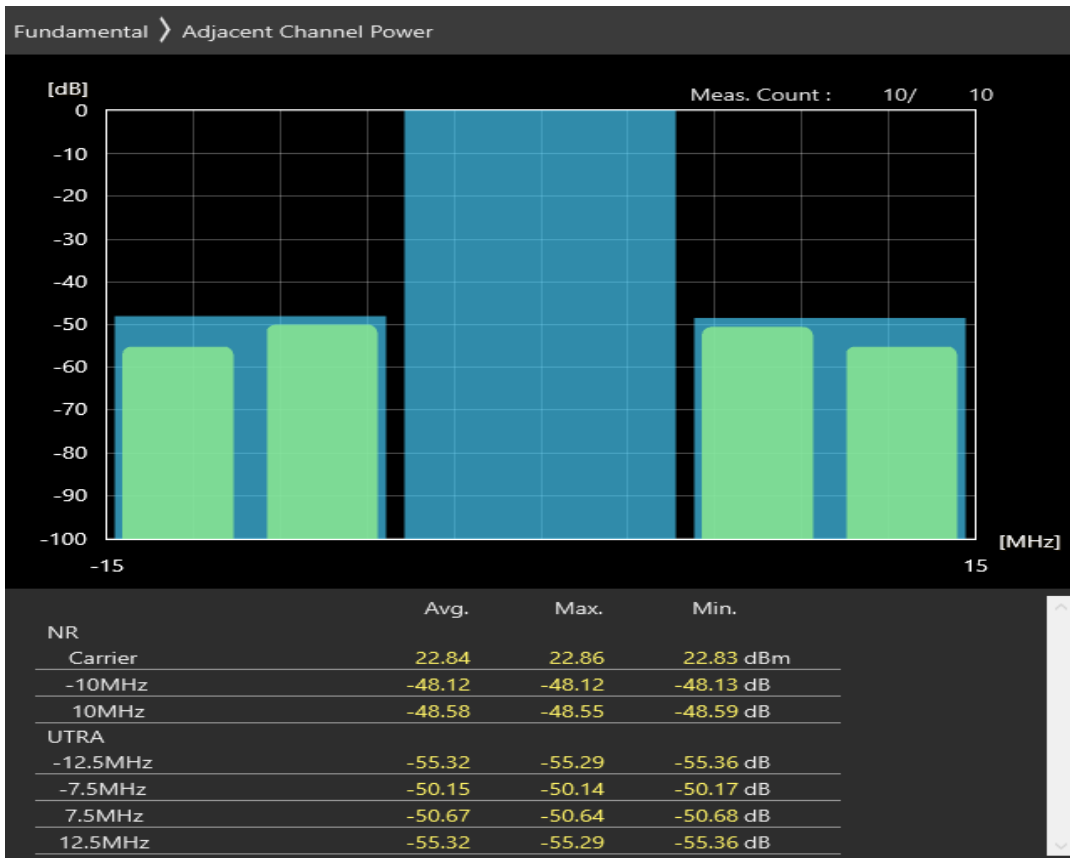 Fundamental 〉 Adjacent Channel Power
[dB]
Meas. Count : 10/ 10
0
-10
-20
-30
-40
-50
-60
-70
-80
-90
-100
[MHz]
-15 15
Avg. Max. Min.
NR
Carrier 22.84 22.86 22.83 dBm
-10MHz -48.12 -48.12 -48.13 dB
10MHz -48.58 -48.55 -48.59 dB
UTRA
-12.5MHz -55.32 -55.29 -55.36 dB
-7.5MHz -50.15 -50.14 -50.17 dB
7.5MHz -50.67 -50.64 -50.68 dB
12.5MHz -55.32 -55.29 -55.36 dB